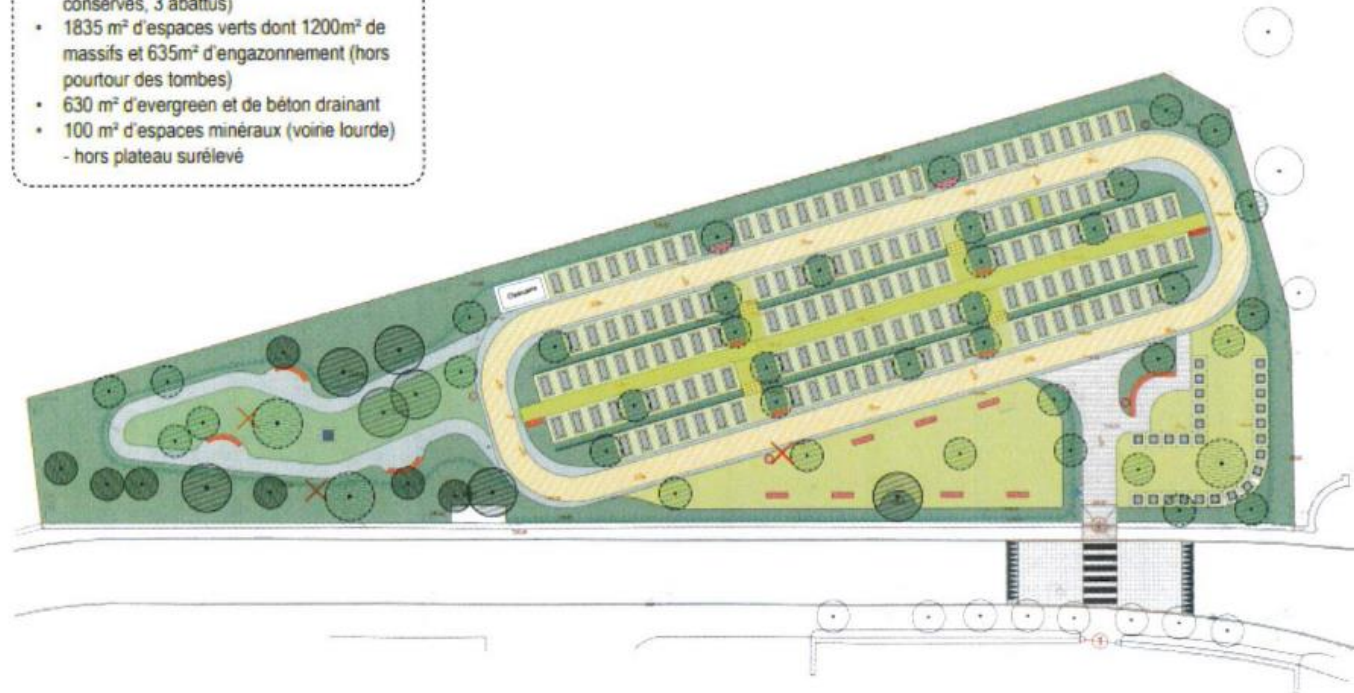 conservés, 3 abattus)
• 1835 m² d'espaces verts dont 1200m² de
massifs et 635m² d'engazonnement (hors
pourtour des tombes)
• 630 m² d'evergreen et de béton drainant
• 100 m² d'espaces minéraux (voirie lourde)
- hors plateau surélevé
1